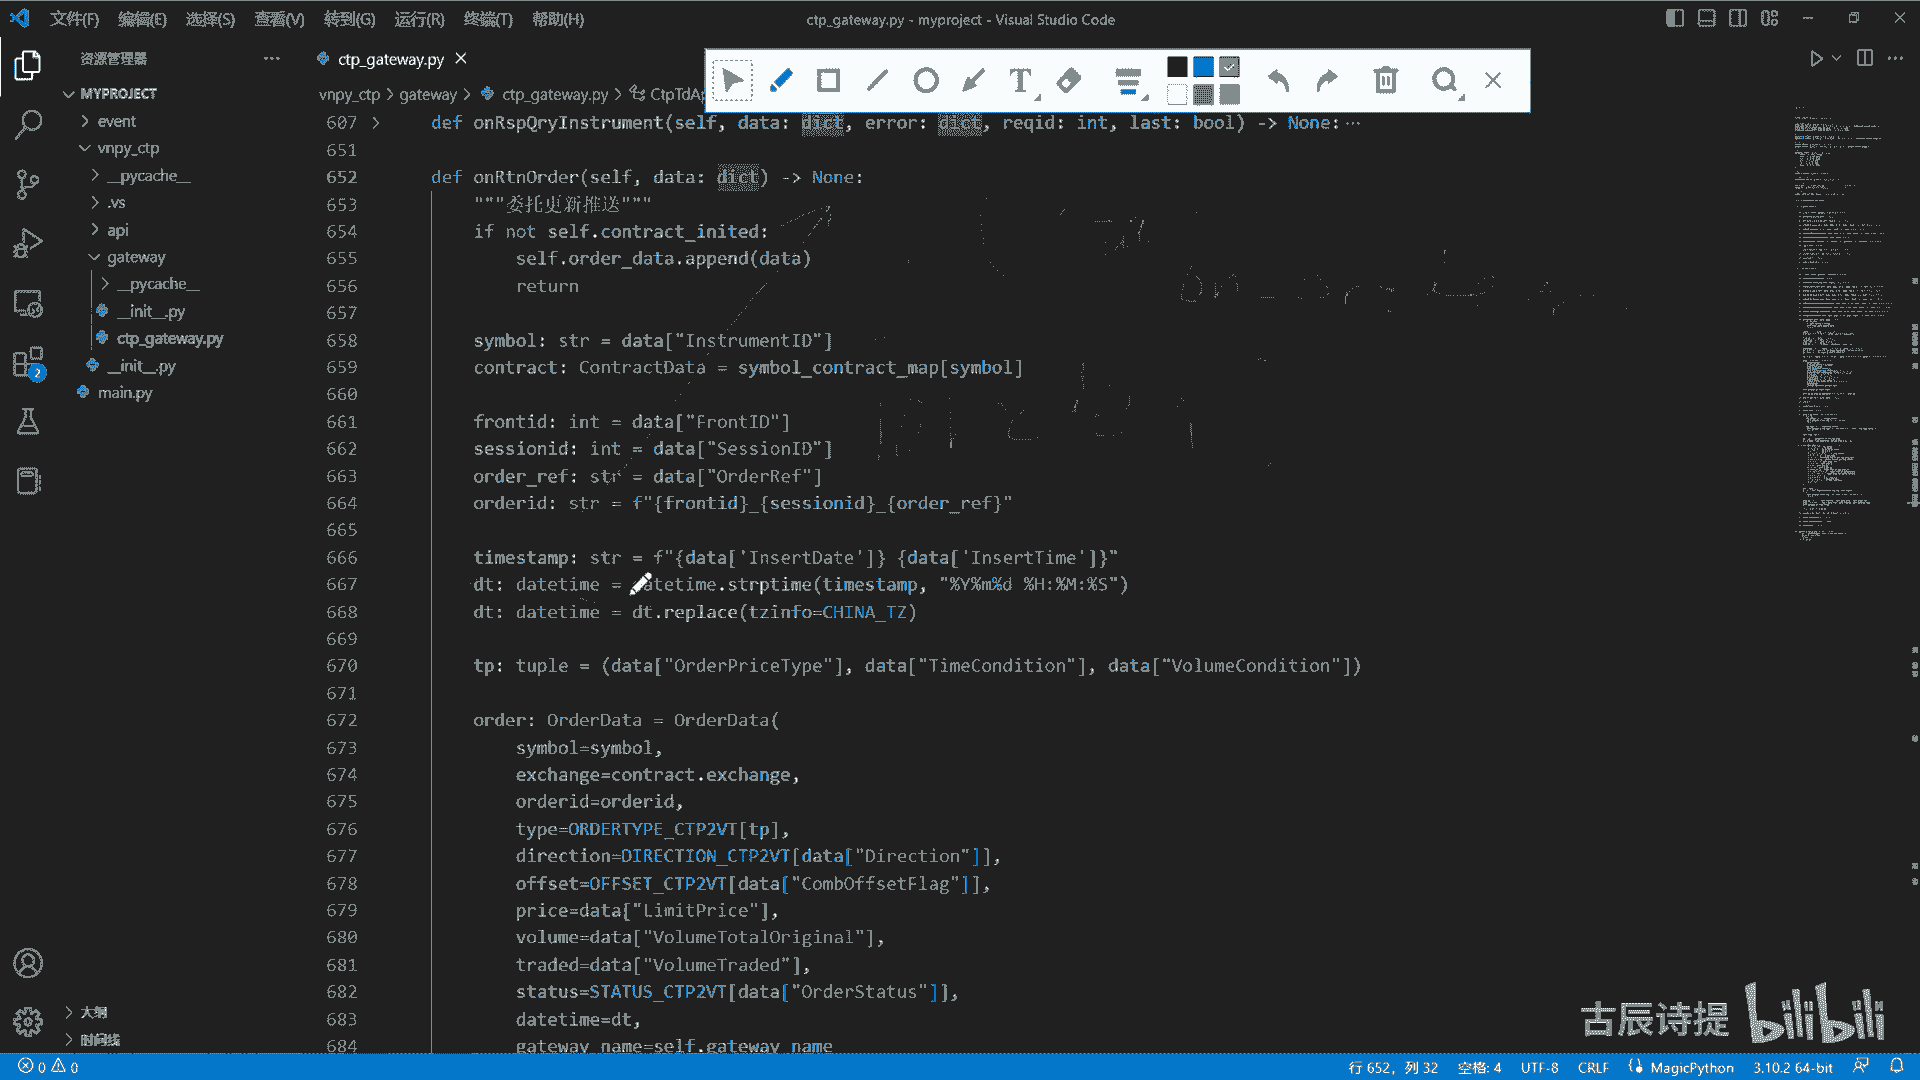 文件(F) 编辑(E) 选择(S) 查看(V) 转到(G) 运行(R) 终端(T) 帮助(H)
ctp_gateway.py - myproject - Visual Studio Code
资源管理器
ctp_gateway.py
MYPROJECT
event
vnpy_ctp
__pycache__
.vs
api
gateway
__pycache__
__init__.py
ctp_gateway.py
__init__.py
main.py
大纲
时间线
2
vnpy_ctp > gateway > ctp_gateway.py >
607 def onRspQryInstrument(self, data: dict, error: dict, reqid: int, last: bool) -> None:…
651
652 def onRtnOrder(self, data: dict) -> None:
653 """委托更新推送"""
654 if not self.contract_inited:
655 self.order_data.append(data)
656 return
657
658 symbol: str = data["InstrumentID"]
659 contract: ContractData = symbol_contract_map[symbol]
660
661 frontid: int = data["FrontID"]
662 sessionid: int = data["SessionID"]
663 order_ref: str = data["OrderRef"]
664 orderid: str = f"{frontid}_{sessionid}_{order_ref}"
665
666 timestamp: str = f"{data['InsertDate']} {data['InsertTime']}"
667 dt: datetime = datetime.strptime(timestamp, "%Y%m%d %H:%M:%S")
668 dt: datetime = dt.replace(tzinfo=CHINA_TZ)
669
670 tp: tuple = (data["OrderPriceType"], data["TimeCondition"], data["VolumeCondition"])
671
672 order: OrderData = OrderData(
673 symbol=symbol,
674 exchange=contract.exchange,
675 orderid=orderid,
676 type=ORDERTYPE_CTP2VT[tp],
677 direction=DIRECTION_CTP2VT[data["Direction"]],
678 offset=OFFSET_CTP2VT[data["CombOffsetFlag"]],
679 price=data["LimitPrice"],
680 volume=data["VolumeTotalOriginal"],
681 traded=data["VolumeTraded"],
682 status=STATUS_CTP2VT[data["OrderStatus"]],
683 datetime=dt,
684 gateway_name=self.gateway_name
古辰诗提 bilibili
0 0
行 652，列 32 空格: 4 UTF-8 CRLF MagicPython 3.10.2 64-bit